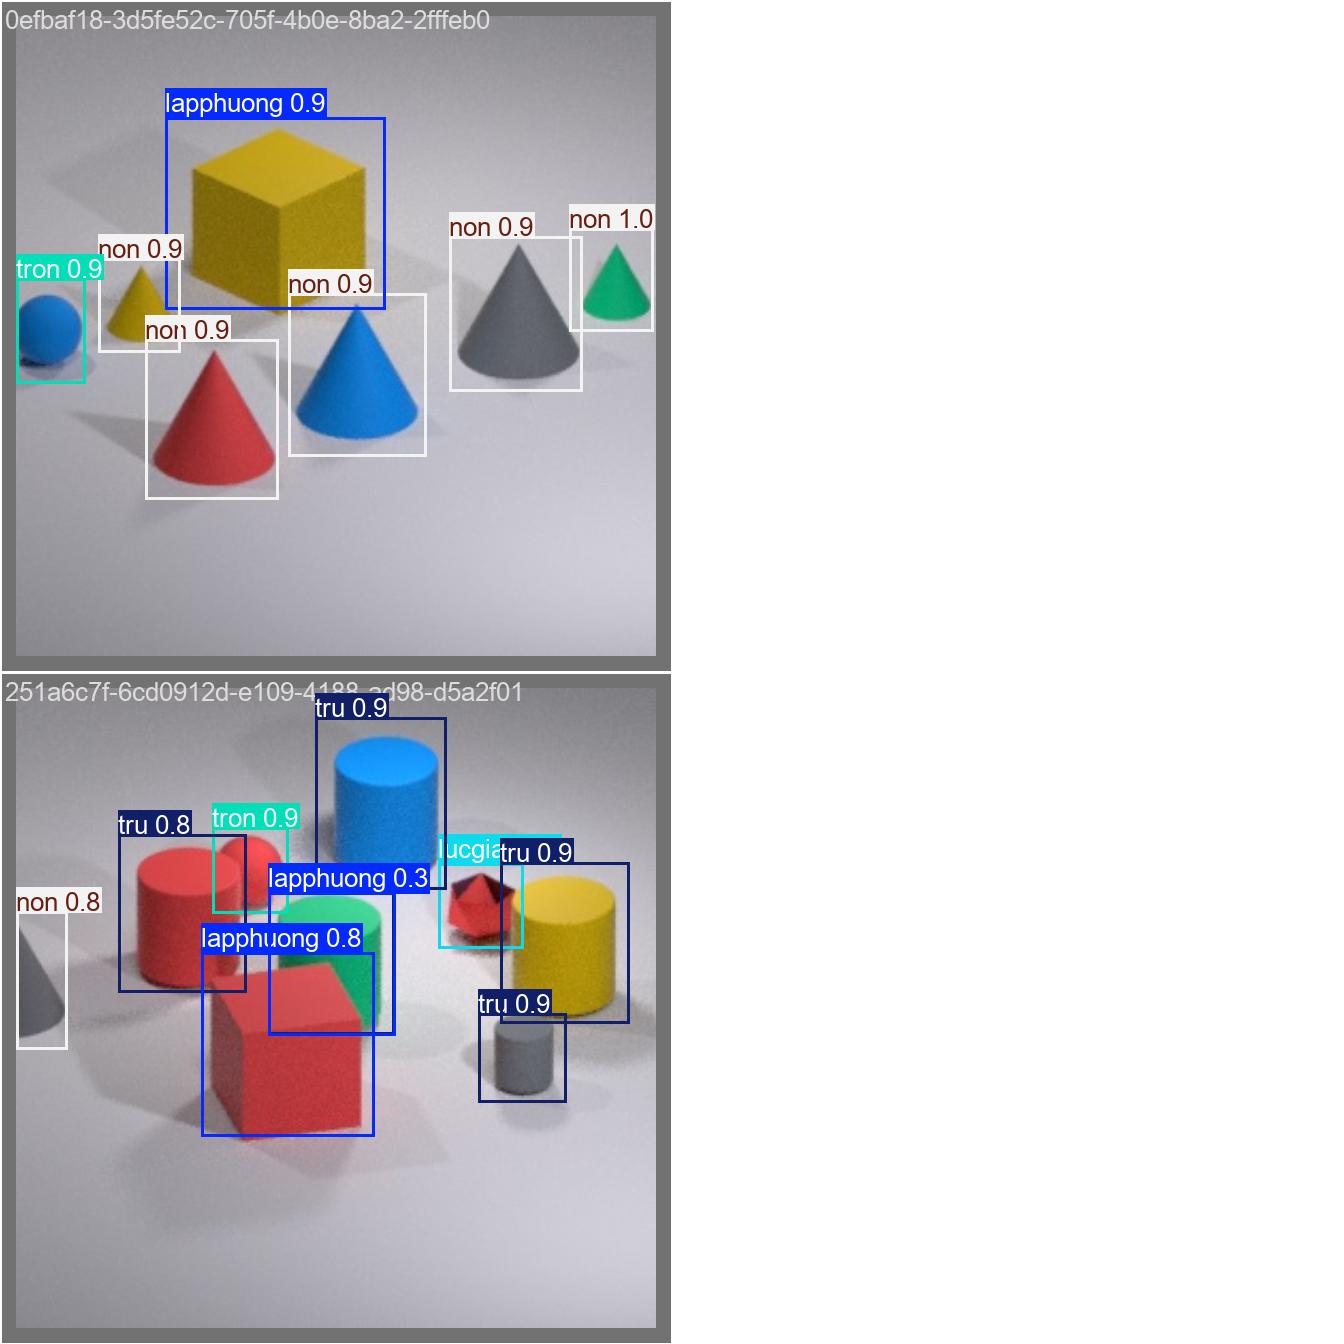 0efbaf18-3d5fe52c-705f-4b0e-8ba2-2fffeb0
lapphuong 0.9
non 0.9
non 1.0
non 0.9
tron 0.9
non 0.9
non 0.9
251a6c7f-6cd0912d-e109-4188-ad98-d5a2f01
tru 0.9
tron 0.9
tru 0.8
lucgia
tru 0.9
lapphuong 0.3
non 0.8
lapphuong 0.8
tru 0.9